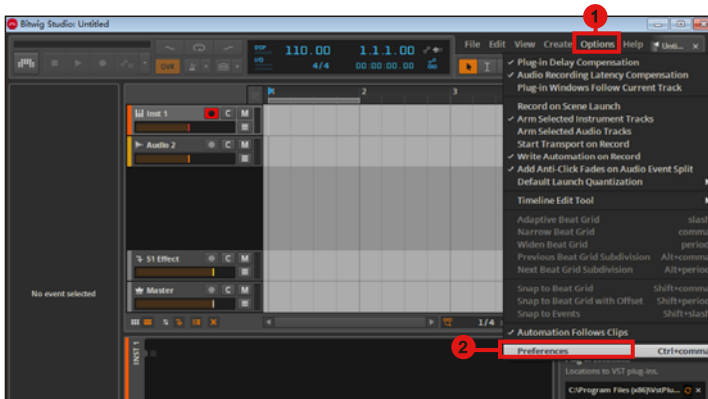 1
Bitwig Studio: Untitled
File Edit View Create Options Help
DSP
I/O
110.00
4/4
1.1.1.00
00:00:00.00
OVR
Plug-in Delay Compensation
Audio Recording Latency Compensation
Plug-in Windows Follow Current Track
Record on Scene Launch
Arm Selected Instrument Tracks
Arm Selected Audio Tracks
Start Transport on Record
Write Automation on Record
Add Anti-Click Fades on Audio Event Split
Default Launch Quantization
Timeline Edit Tool
Adaptive Beat Grid slash
Narrow Beat Grid comma
Widen Beat Grid period
Previous Beat Grid Subdivision Alt+comma
Next Beat Grid Subdivision Alt+period
Snap to Beat Grid Shift+comma
Snap to Beat Grid with Offset Shift+period
Snap to Events Shift+slash
Automation Follows Clips
2
Preferences Ctrl+comma
Locations to VST plug-ins.
C:\Program Files (x86)\VstPlu...
2
3
Inst 1 C M
Audio 2 C M
S1 Effect C M
Master C M
1/4
No event selected
INST 1